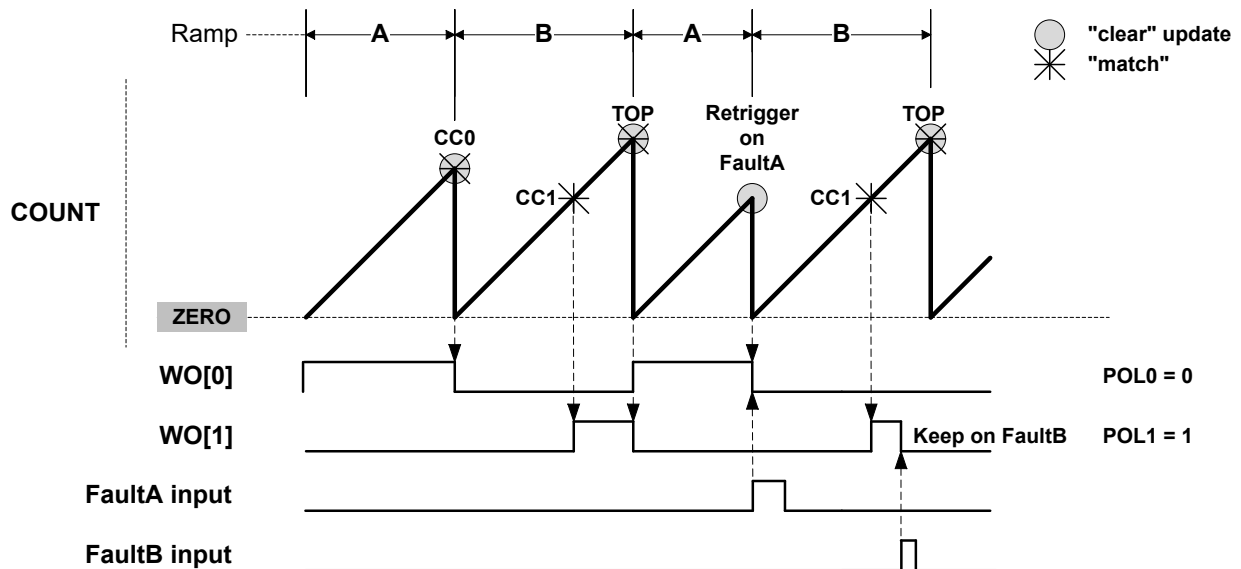 Ramp A B A B "clear" update
"match"
CC0 TOP Retrigger
on
FaultA TOP
CC1 CC1
COUNT
ZERO
WO[0] POL0 = 0
WO[1] Keep on FaultB POL1 = 1
FaultA input
FaultB input